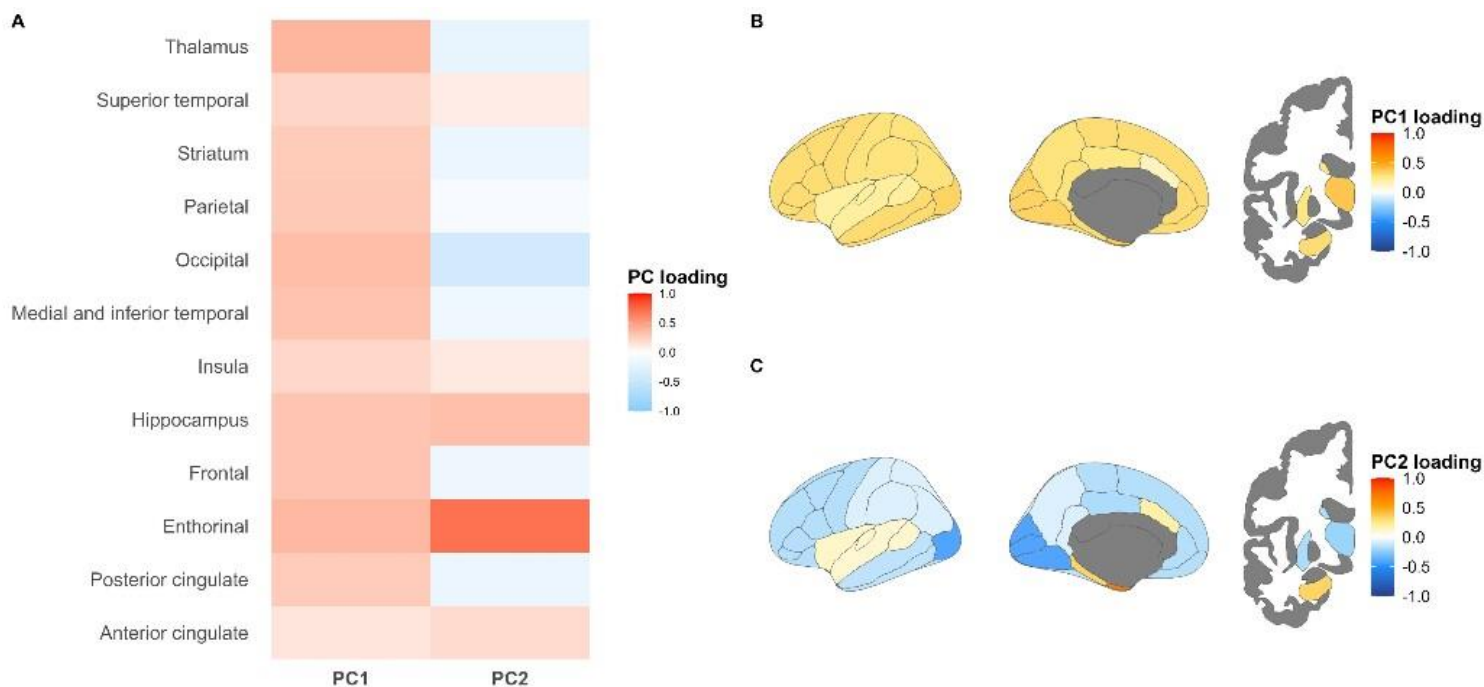 A
Thalamus
Superior temporal
Striatum
Parietal
Occipital
Medial and inferior temporal
Insula
Hippocampus
Frontal
Enthorinal
Posterior cingulate
Anterior cingulate
PC1 PC2
PC loading
1.0
0.5
0.0
-0.5
-1.0
B
PC1 loading
1.0
0.5
0.0
-0.5
-1.0
C
PC2 loading
1.0
0.5
0.0
-0.5
-1.0